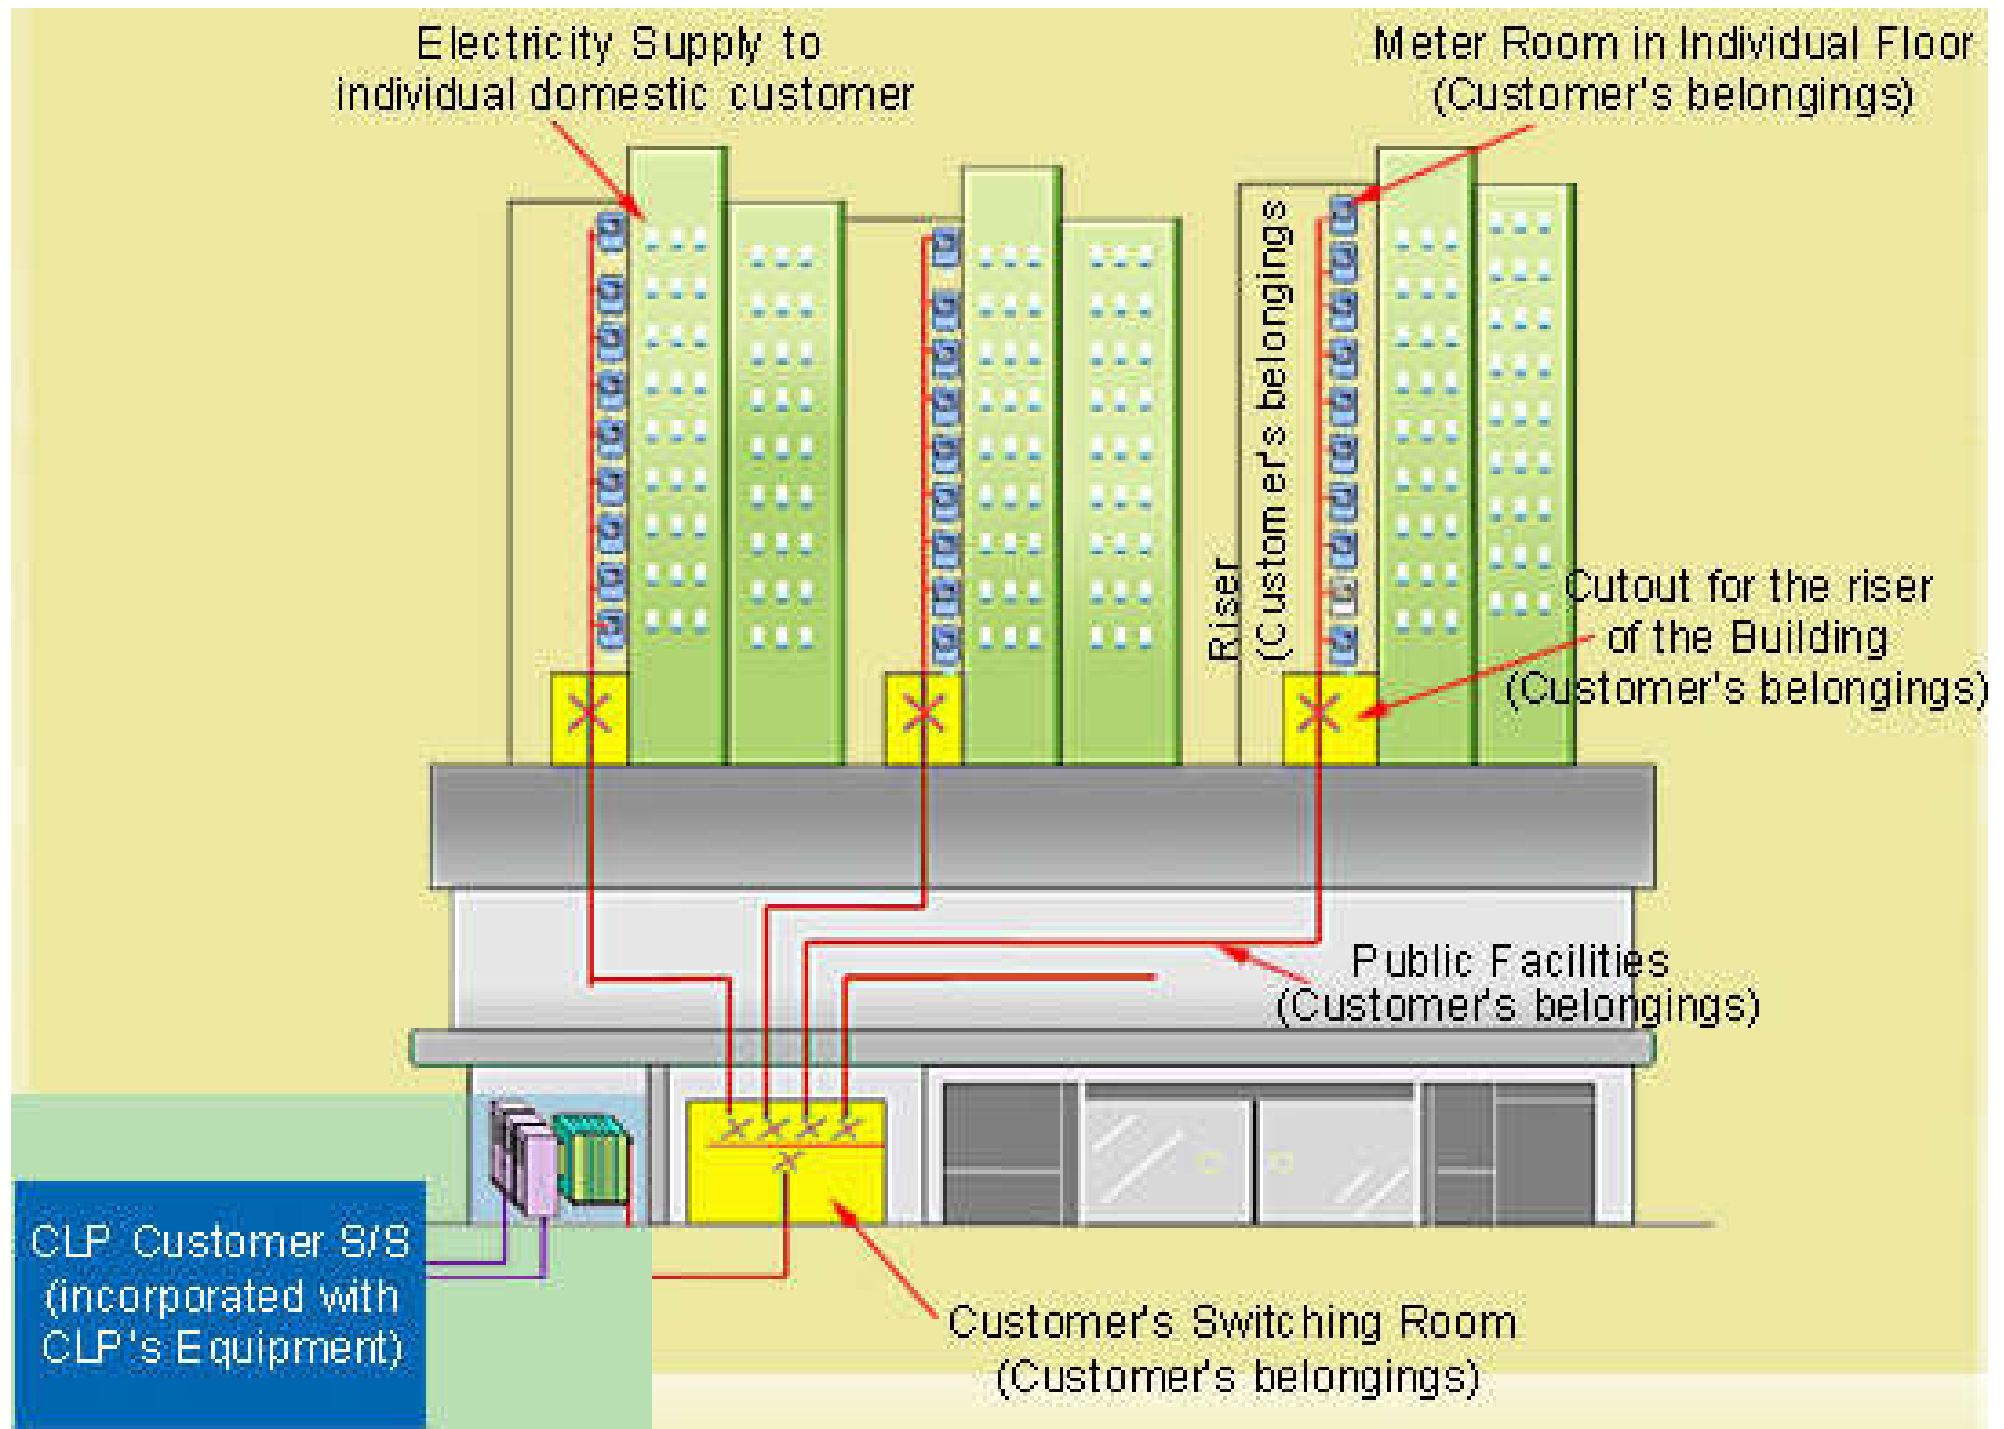 Electricity Supply to
individual domestic customer
Meter Room in Individual Floor
(Customer's belongings)
Riser
(Customer's belongings
Cutout for the riser
of the Building
(Customer's belongings)
Public Facilities
(Customer's belongings)
CLP Customer S/S
(incorporated with
CLP's Equipment)
Customer's Switching Room
(Customer's belongings)